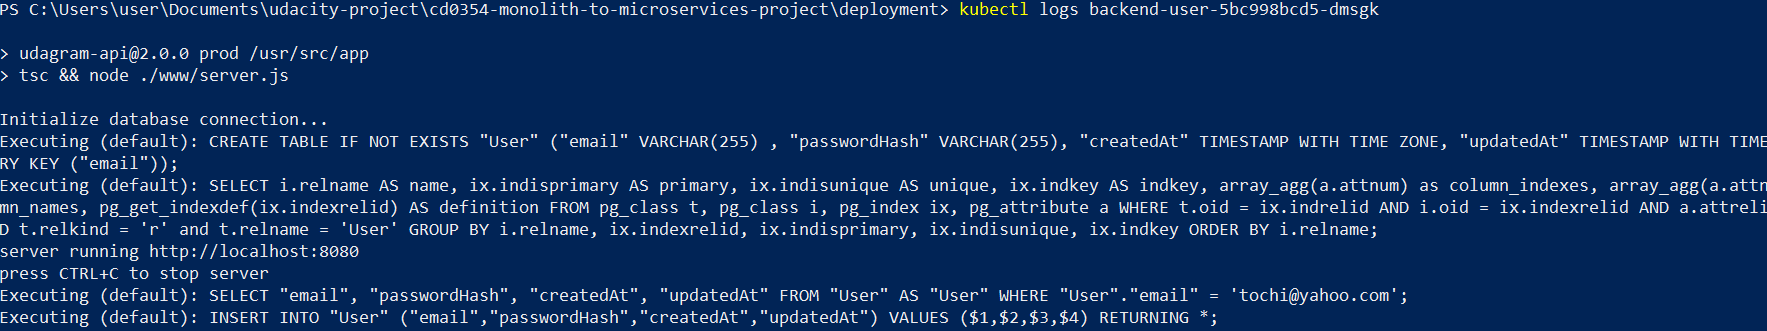 PS C:\Users\user\Documents\udacity-project\cd0354-monolith-to-microservices-project\deployment> kubectl logs backend-user-5bc998bcd5-dmsgk
> udagram-api@2.0.0 prod /usr/src/app
> tsc && node ./www/server.js
Initialize database connection...
Executing (default): CREATE TABLE IF NOT EXISTS "User" ("email" VARCHAR(255) , "passwordHash" VARCHAR(255), "createdAt" TIMESTAMP WITH TIME ZONE, "updatedAt" TIMESTAMP WITH TIME
RY KEY ("email"));
Executing (default): SELECT i.relname AS name, ix.indisprimary AS primary, ix.indisunique AS unique, ix.indkey AS indkey, array_agg(a.attnum) as column_indexes, array_agg(a.attn
mn_names, pg_get_indexdef(ix.indexrelid) AS definition FROM pg_class t, pg_class i, pg_index ix, pg_attribute a WHERE t.oid = ix.indrelid AND i.oid = ix.indexrelid AND a.attreli
D t.relkind = 'r' and t.relname = 'User' GROUP BY i.relname, ix.indexrelid, ix.indisprimary, ix.indisunique, ix.indkey ORDER BY i.relname;
server running http://localhost:8080
press CTRL+C to stop server
Executing (default): SELECT "email", "passwordHash", "createdAt", "updatedAt" FROM "User" AS "User" WHERE "User"."email" = 'tochi@yahoo.com';
Executing (default): INSERT INTO "User" ("email","passwordHash","createdAt","updatedAt") VALUES ($1,$2,$3,$4) RETURNING *;